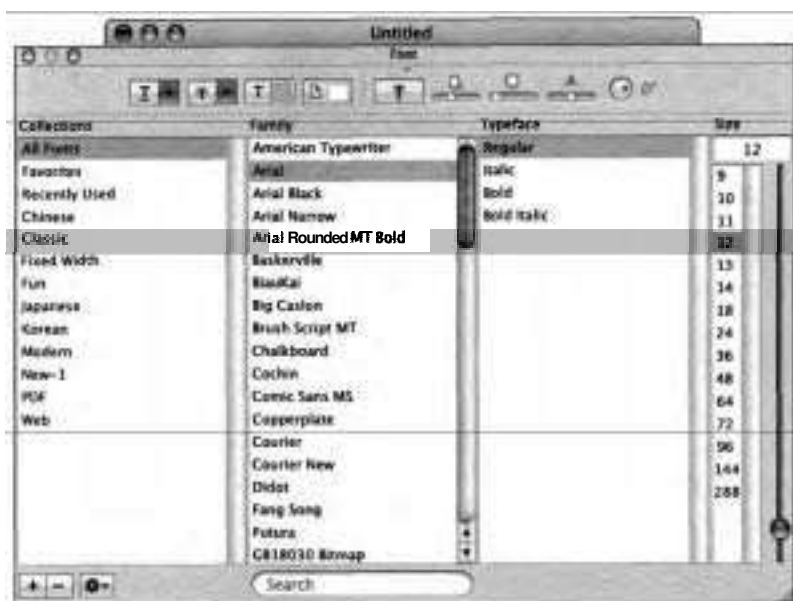 Untitled
Font
Collections
Family
Typeface
Size
All Fonts
Favorites
Recently Used
Chinese
Classic
Fixed Width
Fun
Japanese
Korean
Modern
New-1
PDF
Web
American Typewriter
Arial
Arial Black
Arial Narrow
Arial Rounded MT Bold
Baskerville
BiauKai
Big Caslon
Brush Script MT
Chalkboard
Cochin
Comic Sans MS
Copperplate
Courier
Courier New
Didot
Fang Song
Futura
GB18030 Bitmap
Regular
Italic
Bold
Bold Italic
12
9
10
11
12
13
14
18
24
36
48
64
72
96
144
288
Search